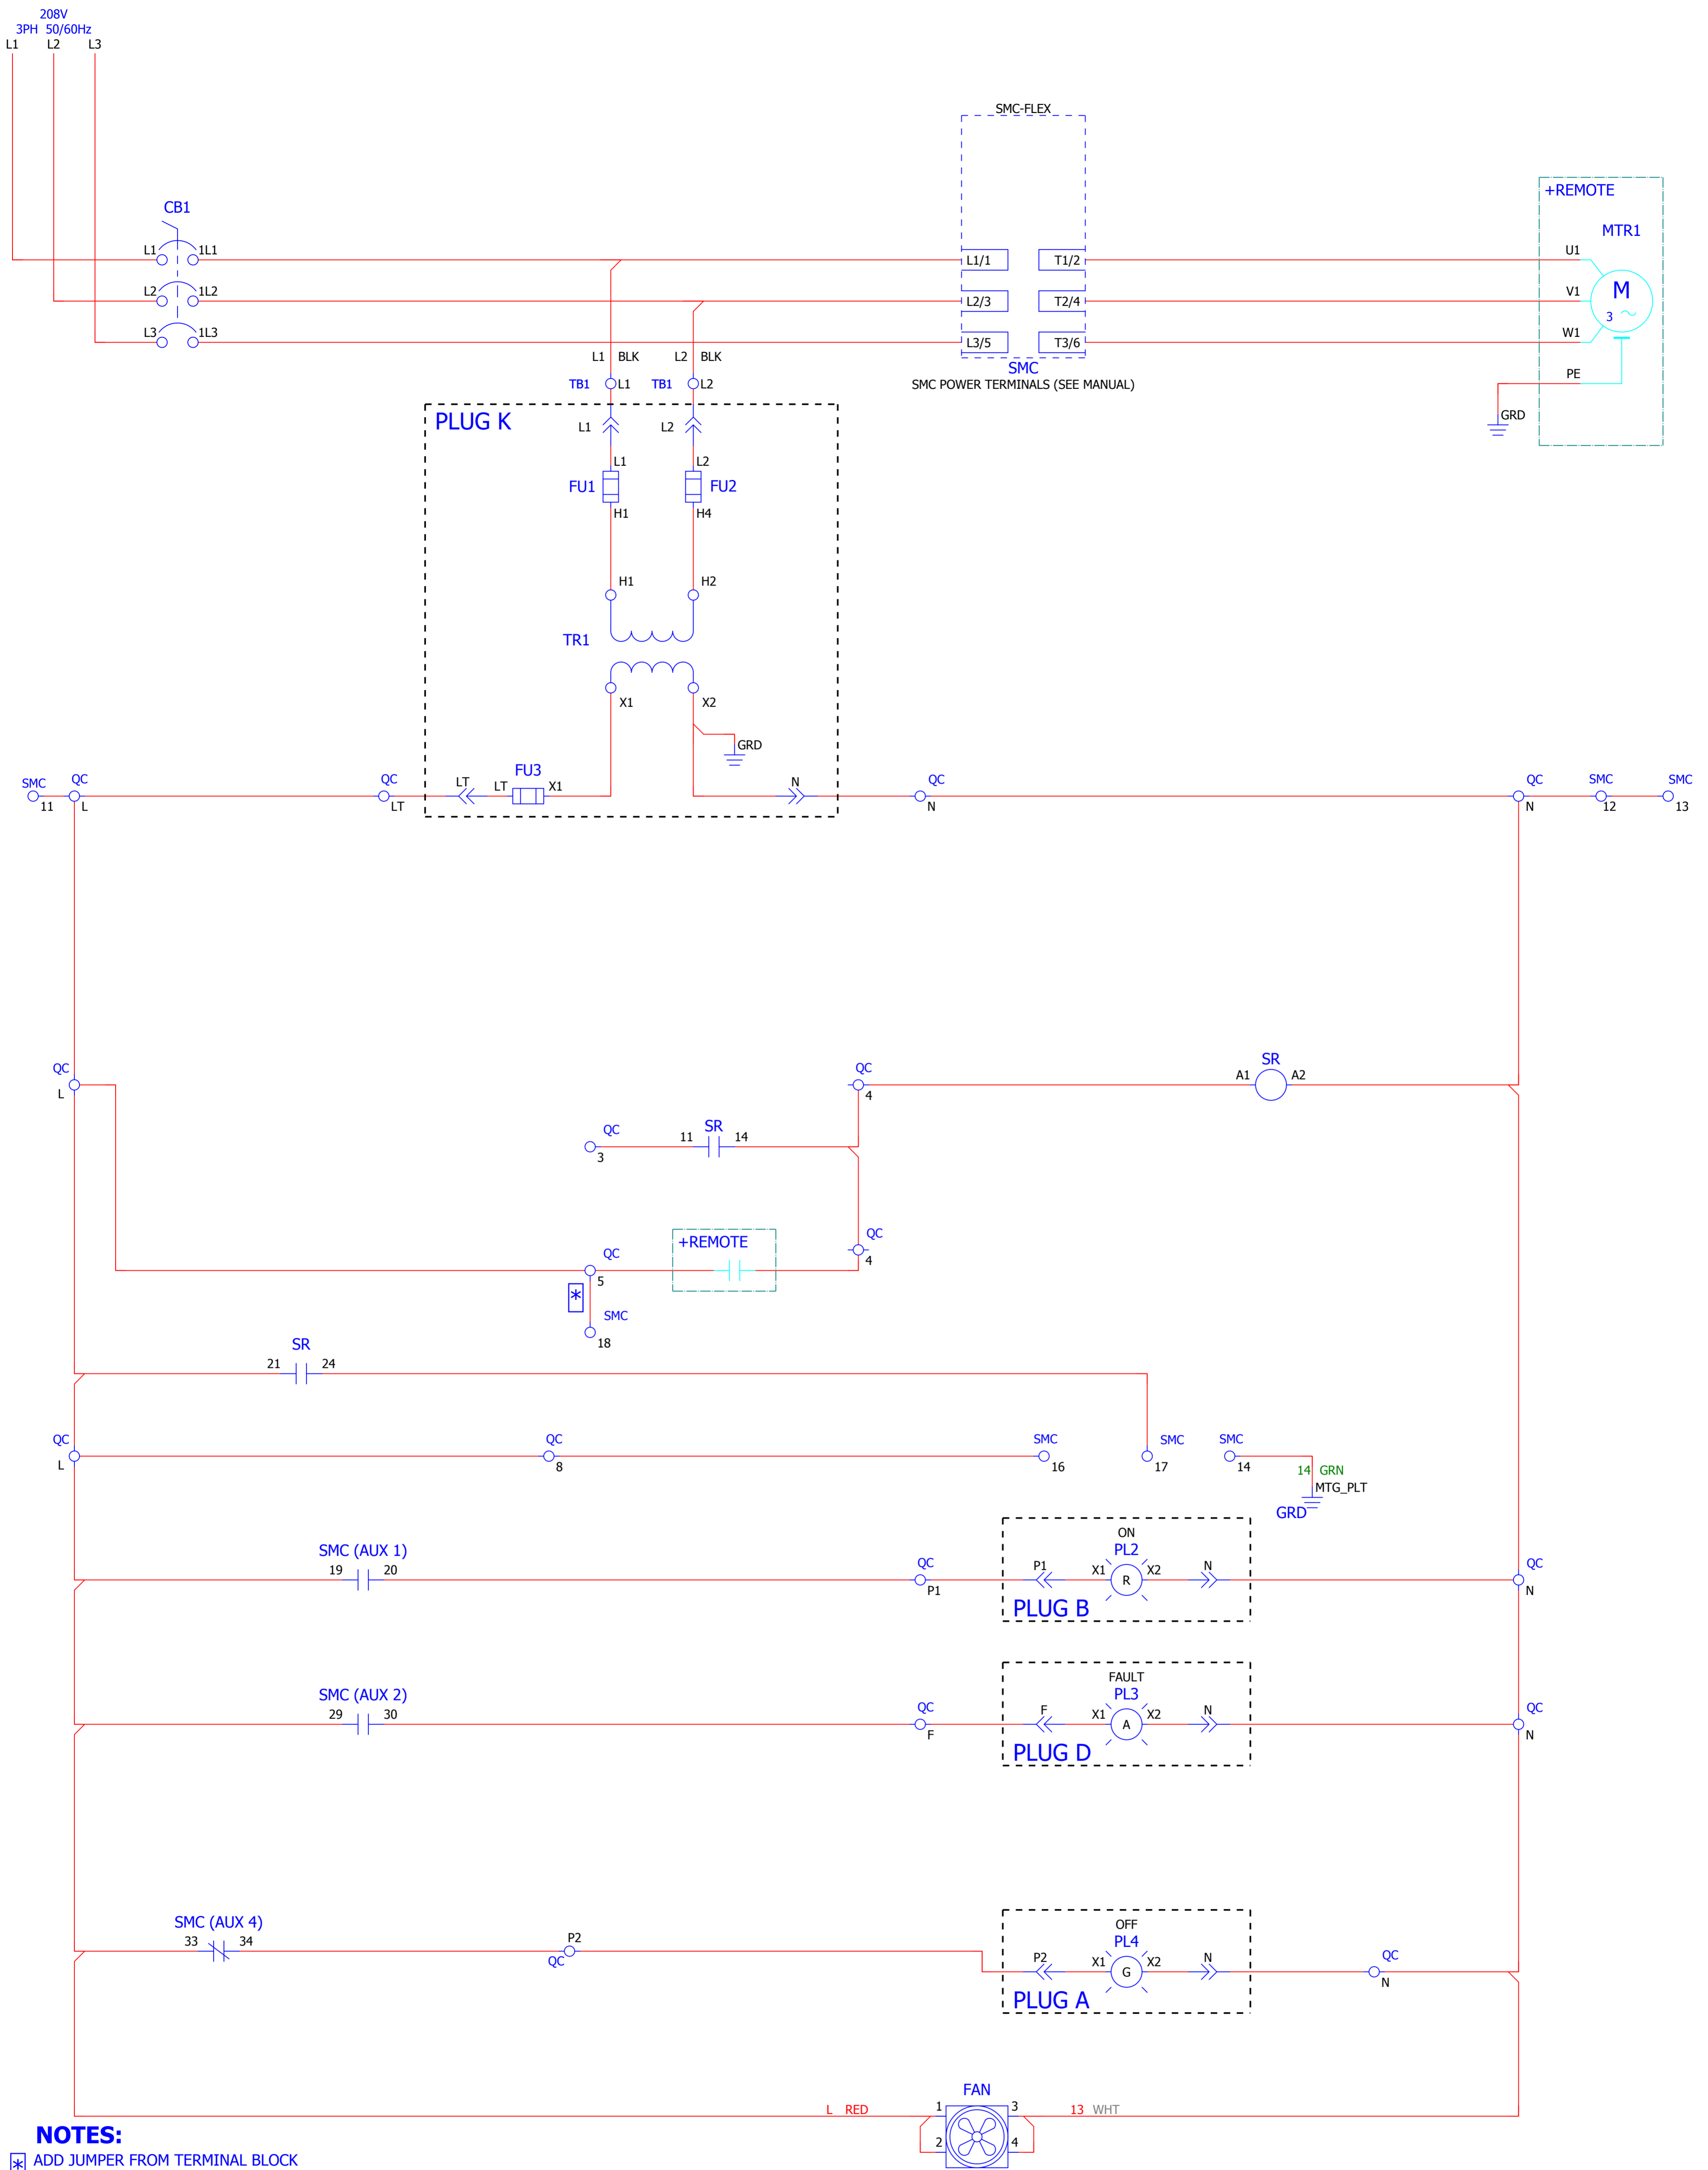 208V
3PH 50/60Hz
L1 L2 L3
SMC-FLEX
+REMOTE
CB1
MTR1
L1 1L1 L1/1 T1/2 U1
L2 1L2 L2/3 T2/4 V1 M
3
L3 1L3 L3/5 T3/6 W1
L1 BLK L2 BLK
SMC
SMC POWER TERMINALS (SEE MANUAL)
PE
TB1 L1 TB1 L2
GRD
PLUG K
L1 L2
L1 L2
FU1 FU2
H1 H4
H1 H2
TR1
X1 X2
GRD
SMC QC QC LT LT FU3 X1 N QC QC SMC SMC
11 L LT N N 12 13
QC QC SR
L 4 A1 A2
QC 11 SR 14
3
QC +REMOTE QC
5 4
*
SMC
18
SR
21 24
QC QC SMC SMC SMC
L 8 16 17 14
14 GRN
MTG_PLT
GRD
ON
SMC (AUX 1) PL2
19 20 QC P1 X1 R X2 N QC
P1 N
PLUG B
FAULT
SMC (AUX 2) PL3
29 30 QC F X1 A X2 N QC
F N
PLUG D
OFF
SMC (AUX 4) PL4
33 34 P2 P2 X1 G X2 N QC
QC N
PLUG A
FAN
L RED 1 3 13 WHT
2 4
NOTES:
* ADD JUMPER FROM TERMINAL BLOCK